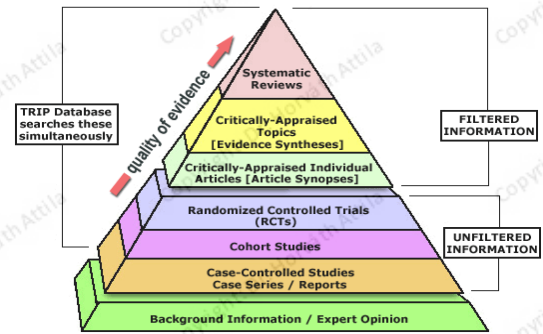 Systematic
Reviews
Critically-Appraised
Topics
[Evidence Syntheses]
Critically-Appraised Individual
Articles [Article Synopses]
Randomized Controlled Trials
(RCTs)
Cohort Studies
Case-Controlled Studies
Case Series / Reports
Background Information / Expert Opinion
quality of evidence
TRIP Database
searches these
simultaneously
FILTERED
INFORMATION
UNFILTERED
INFORMATION